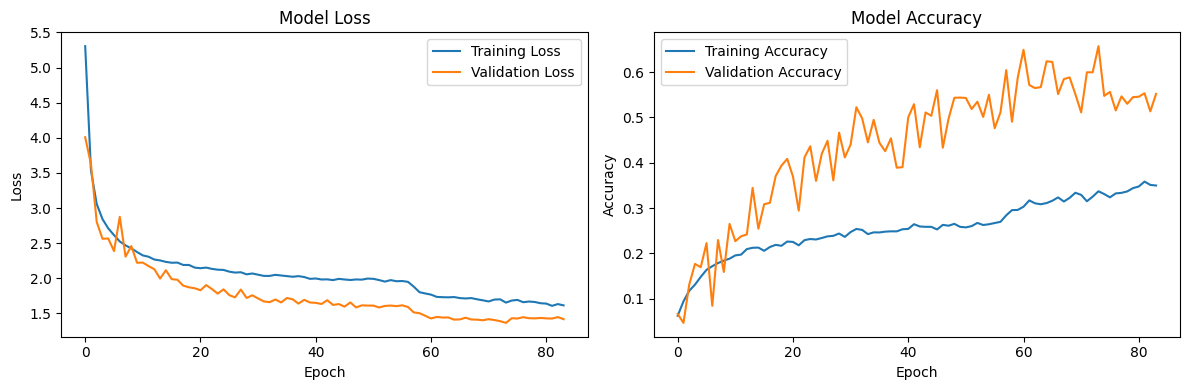 Model Loss
Loss
5.5
5.0
4.5
4.0
3.5
3.0
2.5
2.0
1.5
Training Loss
Validation Loss
0 20 40 60 80
Epoch
Model Accuracy
Accuracy
0.6
0.5
0.4
0.3
0.2
0.1
Training Accuracy
Validation Accuracy
0 20 40 60 80
Epoch